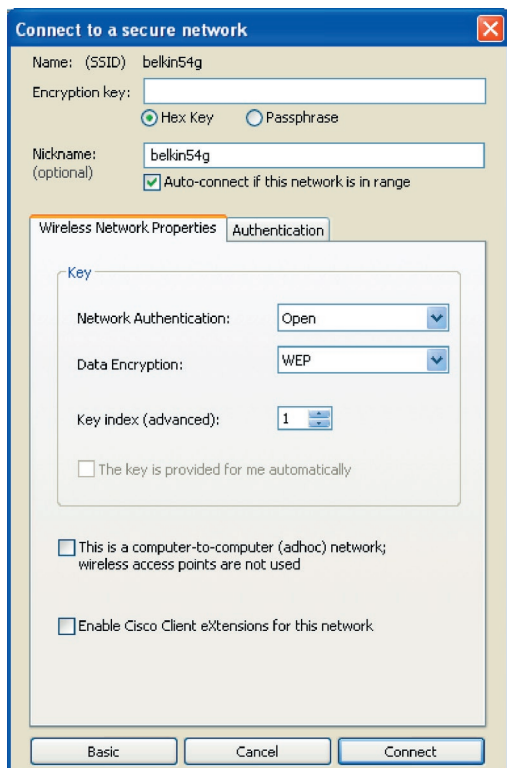 Connect to a secure network
Name: (SSID) belkin54g
Encryption key:
Hex Key Passphrase
Nickname: belkin54g
(optional)
Auto-connect if this network is in range
Wireless Network Properties Authentication
Key
Network Authentication: Open
Data Encryption: WEP
Key index (advanced): 1
The key is provided for me automatically
This is a computer-to-computer (adhoc) network;
wireless access points are not used
Enable Cisco Client eXtensions for this network
Basic Cancel Connect